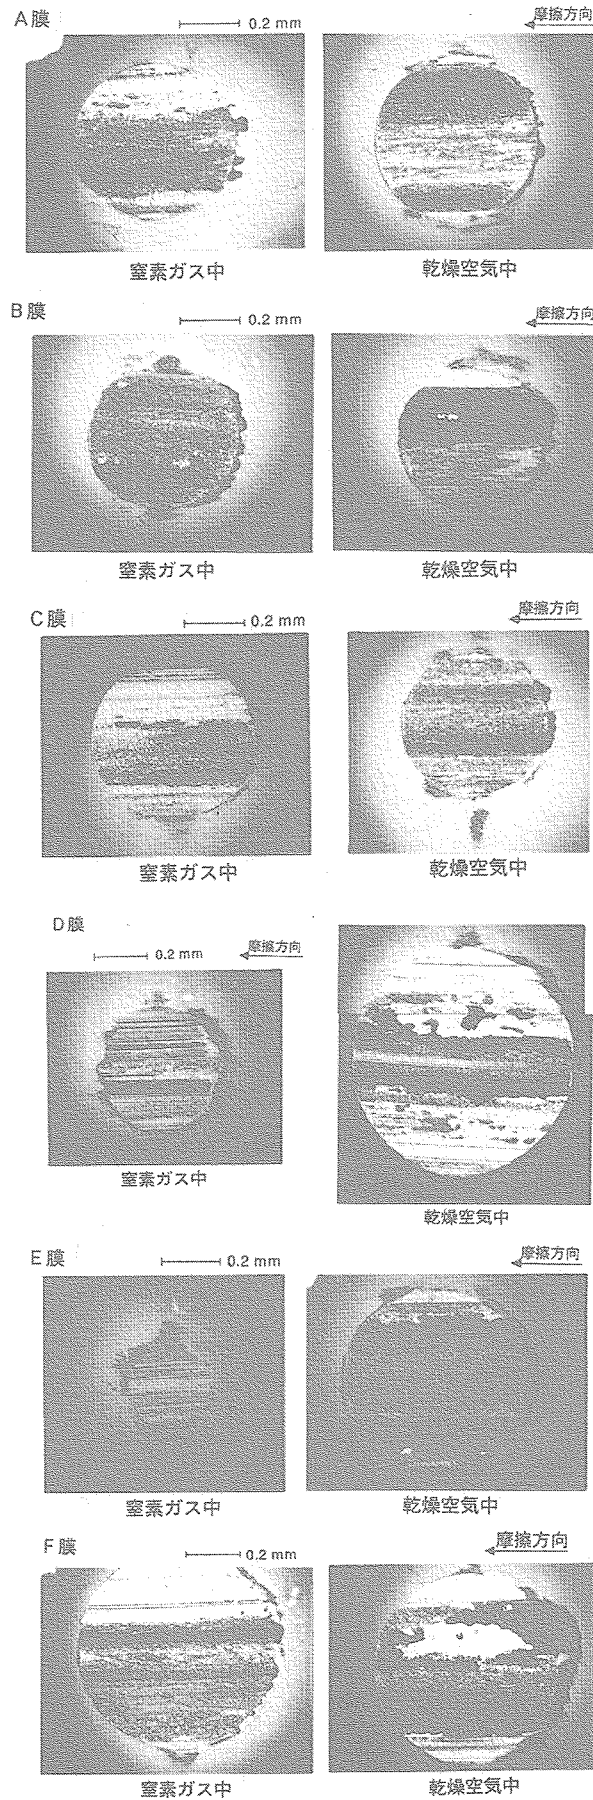 A膜
0.2 mm
摩擦方向
窒素ガス中
乾燥空気中
B膜
0.2 mm
摩擦方向
窒素ガス中
乾燥空気中
C膜
0.2 mm
摩擦方向
窒素ガス中
乾燥空気中
D膜
0.2 mm
摩擦方向
窒素ガス中
乾燥空気中
E膜
0.2 mm
摩擦方向
窒素ガス中
乾燥空気中
F膜
0.2 mm
摩擦方向
窒素ガス中
乾燥空気中